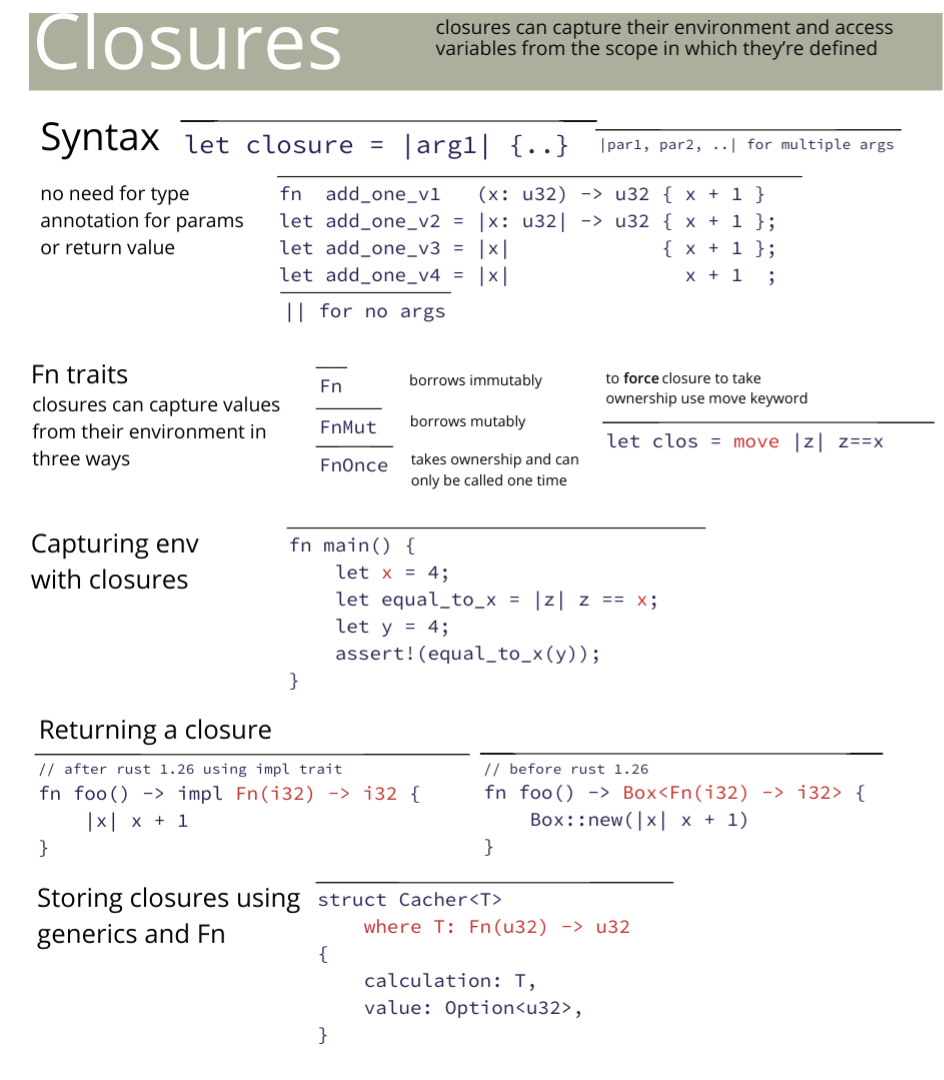 Closures
closures can capture their environment and access
variables from the scope in which they're defined
Syntax
let closure = |arg1| {..}
|par1, par2, ..| for multiple args
no need for type
annotation for params
or return value
fn  add_one_v1   (x: u32) -> u32 { x + 1 }
let add_one_v2 = |x: u32| -> u32 { x + 1 };
let add_one_v3 = |x|             { x + 1 };
let add_one_v4 = |x|               x + 1  ;
|| for no args
Fn traits
closures can capture values
from their environment in
three ways
Fn
borrows immutably
FnMut
borrows mutably
FnOnce
takes ownership and can
only be called one time
to force closure to take
ownership use move keyword
let clos = move |z| z==x
Capturing env
with closures
fn main() {
    let x = 4;
    let equal_to_x = |z| z == x;
    let y = 4;
    assert!(equal_to_x(y));
}
Returning a closure
// after rust 1.26 using impl trait
fn foo() -> impl Fn(i32) -> i32 {
    |x| x + 1
}
// before rust 1.26
fn foo() -> Box<Fn(i32) -> i32> {
    Box::new(|x| x + 1)
}
Storing closures using
generics and Fn
struct Cacher<T>
    where T: Fn(u32) -> u32
{
    calculation: T,
    value: Option<u32>,
}